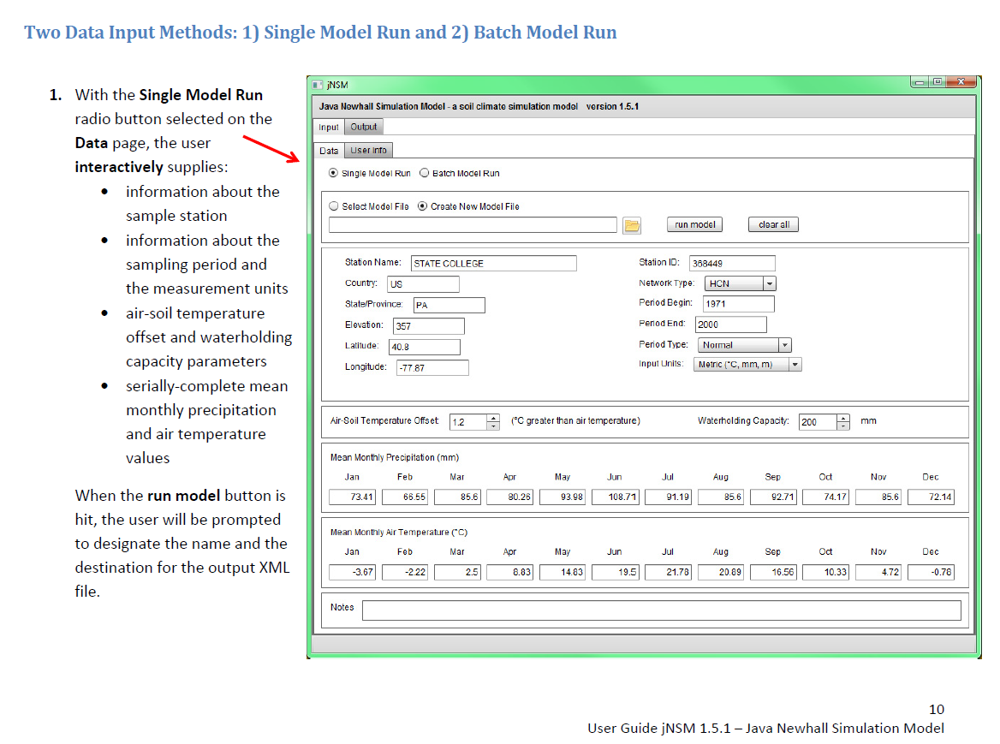 Two Data Input Methods: 1) Single Model Run and 2) Batch Model Run
1. With the Single Model Run
radio button selected on the
Data page, the user
interactively supplies:
• information about the
sample station
• information about the
sampling period and
the measurement units
• air-soil temperature
offset and waterholding
capacity parameters
• serially-complete mean
monthly precipitation
and air temperature
values
When the run model button is
hit, the user will be prompted
to designate the name and the
destination for the output XML
file.
jNSM
Java Newhall Simulation Model - a soil climate simulation model version 1.5.1
Input Output
Data User Info
Single Model Run Batch Model Run
Select Model File Create New Model File
run model clear all
Station Name: STATE COLLEGE
Country: US
State/Province: PA
Elevation: 357
Latitude: 40.8
Longitude: -77.87
Station ID: 368449
Network Type: HCN
Period Begin: 1971
Period End: 2000
Period Type: Normal
Input Units: Metric (°C, mm, m)
Air-Soil Temperature Offset 1.2 (°C greater than air temperature) Waterholding Capacity: 200 mm
Mean Monthly Precipitation (mm)
Jan Feb Mar Apr May Jun Jul Aug Sep Oct Nov Dec
73.41 66.55 85.6 80.26 93.98 108.71 91.19 85.6 92.71 74.17 85.6 72.14
Mean Monthly Air Temperature (°C)
Jan Feb Mar Apr May Jun Jul Aug Sep Oct Nov Dec
-3.67 -2.22 2.5 8.83 14.83 19.5 21.78 20.89 16.56 10.33 4.72 -0.78
Notes
10
User Guide jNSM 1.5.1 – Java Newhall Simulation Model